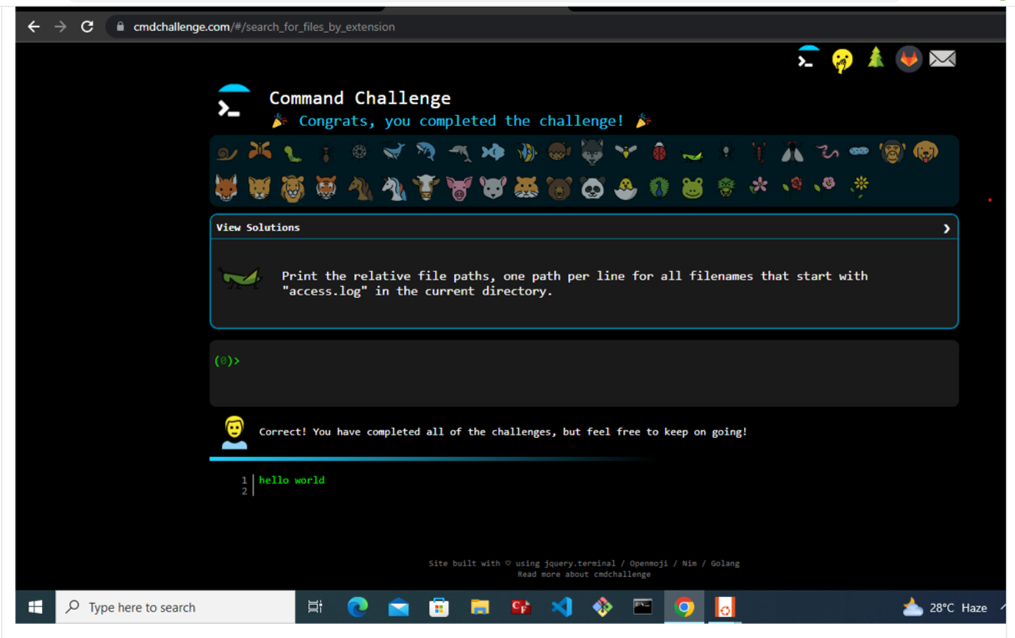 cmdchallenge.com/#/search_for_files_by_extension
Command Challenge
Congrats, you completed the challenge!
View Solutions
Print the relative file paths, one path per line for all filenames that start with
"access.log" in the current directory.
(0)>
Correct! You have completed all of the challenges, but feel free to keep on going!
1 hello world
2
Site built with ♡ using jquery.terminal / Openmoji / Nim / Golang
Read more about cmdchallenge
Type here to search
28°C Haze